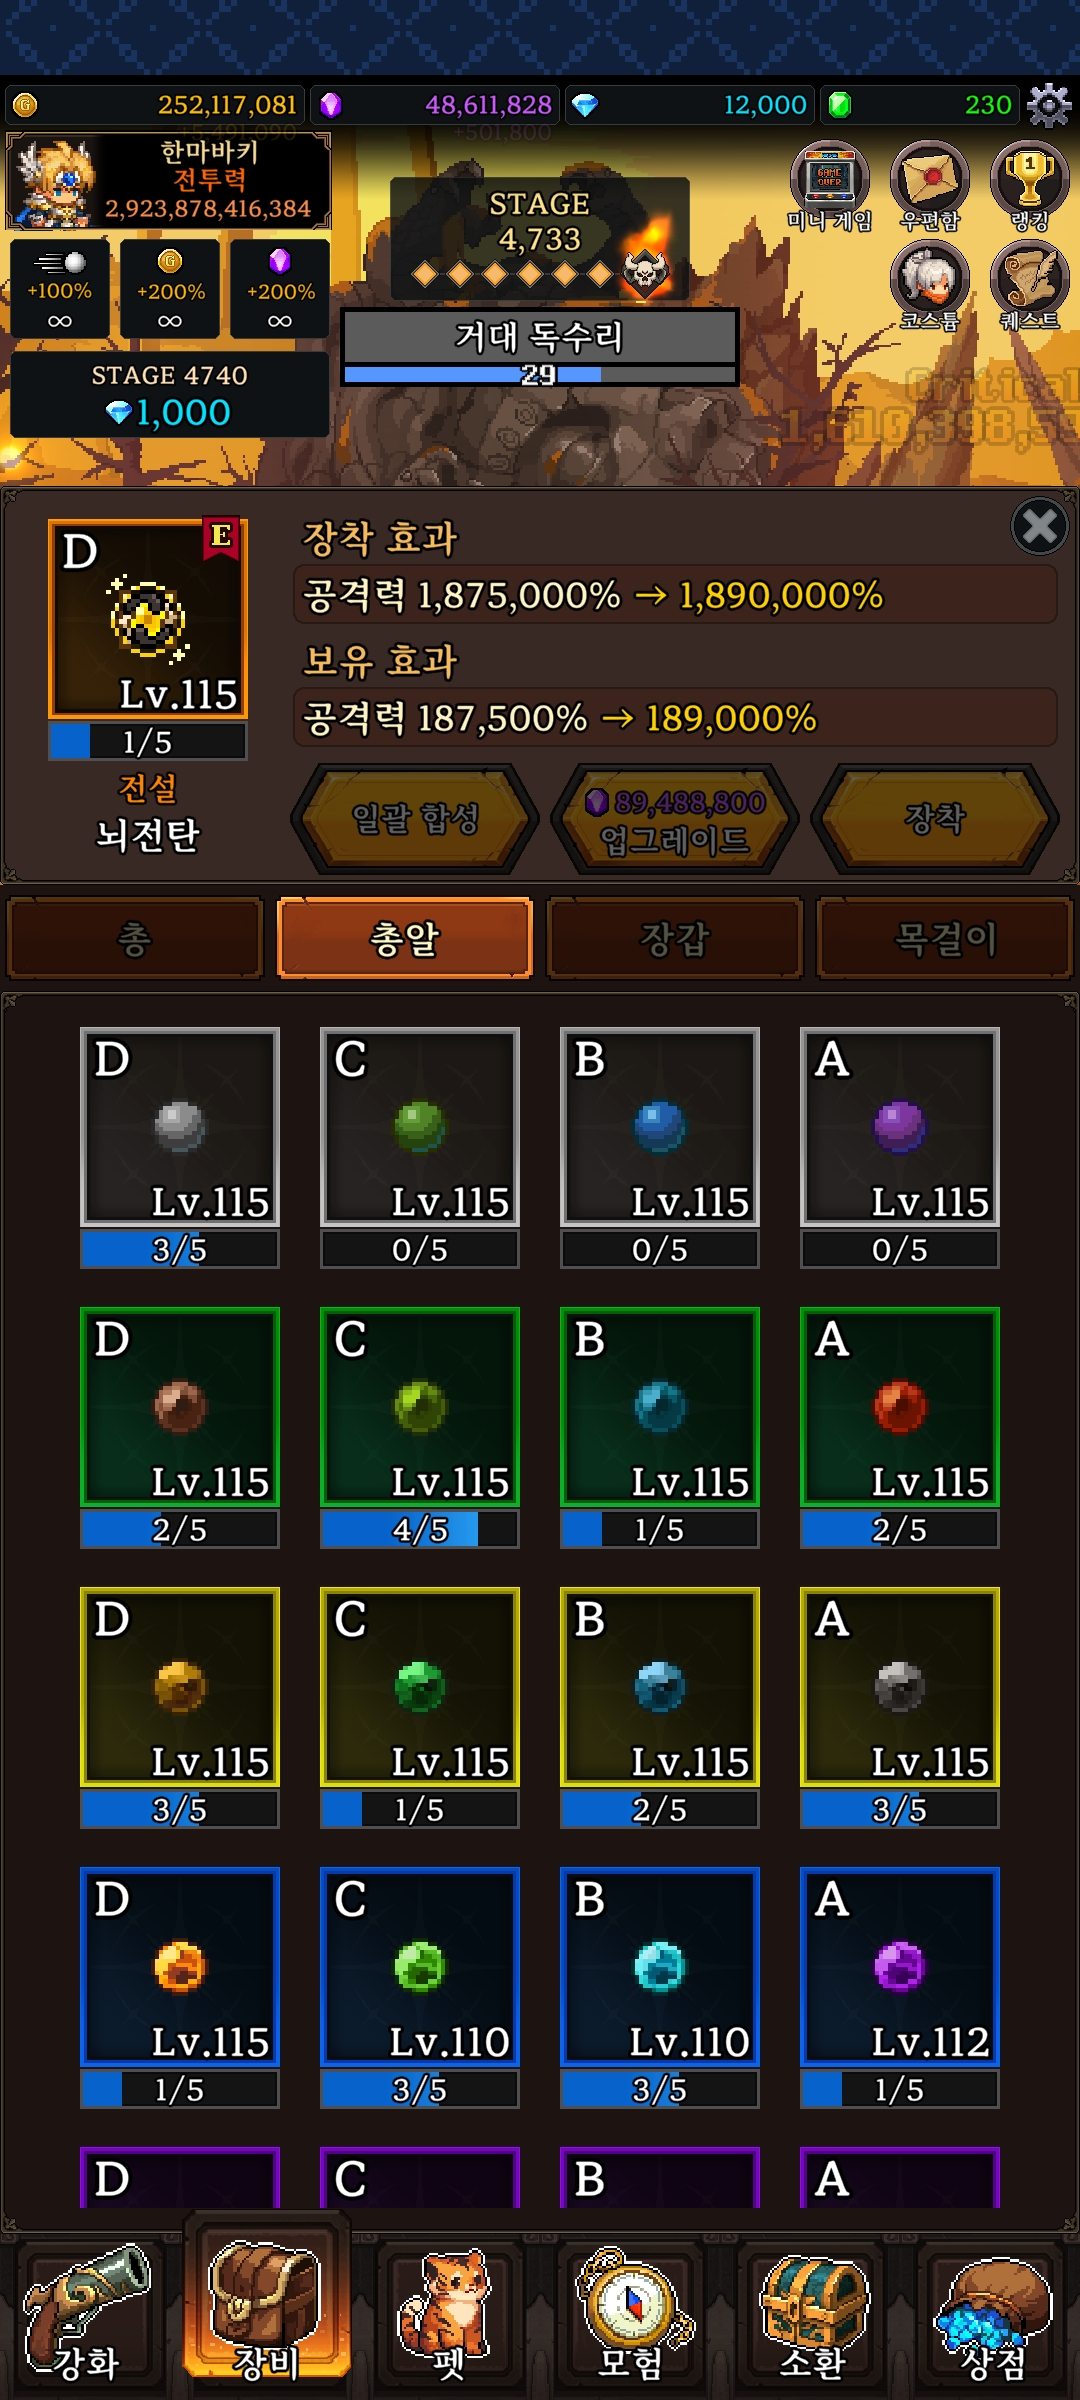 252,117,081
48,611,828
12,000
230
+5,491,090
+501,800
한마바키
전투력
2,923,878,416,384
STAGE
4,733
GAME OVER
미니 게임
우편함
1
랭킹
+100%
∞
+200%
∞
+200%
∞
코스튬
퀘스트
거대 독수리
29
STAGE 4740
1,000
Critical
D
E
Lv.115
1/5
전설
뇌전탄
장착 효과
공격력 1,875,000% → 1,890,000%
보유 효과
공격력 187,500% → 189,000%
일괄 합성
89,488,800
업그레이드
장착
총
총알
장갑
목걸이
D
C
B
A
Lv.115
Lv.115
Lv.115
Lv.115
3/5
0/5
0/5
0/5
D
C
B
A
Lv.115
Lv.115
Lv.115
Lv.115
2/5
4/5
1/5
2/5
D
C
B
A
Lv.115
Lv.115
Lv.115
Lv.115
3/5
1/5
2/5
3/5
D
C
B
A
Lv.115
Lv.110
Lv.110
Lv.112
1/5
3/5
3/5
1/5
D
C
B
A
강화
장비
펫
모험
소환
상점